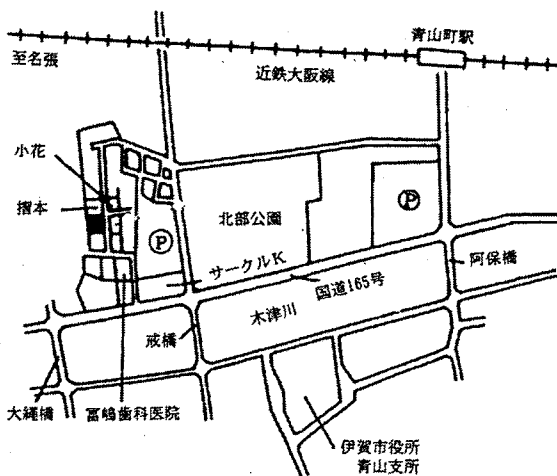 青山町駅
至名張
近鉄大阪線
小花
摺本
北部公園
Ⓟ
Ⓟ
サークルK
阿保橋
国道165号
木津川
戒橋
大縄橋
冨嶋歯科医院
伊賀市役所
青山支所